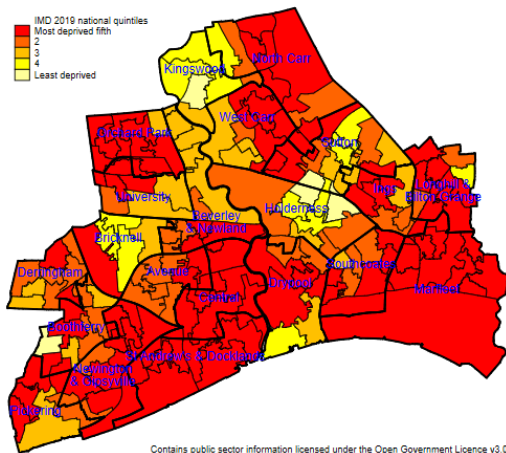 IMD 2019 national quintiles
Most deprived fifth
2
3
4
Least deprived
Kingswood
North Carr
West Carr
Orchard Park
Sutton
University
Ings
Longhill &
Bilton Grange
Holderness
Beverley
& Newland
Bricknell
Derringham
Avenue
Southcoates
Central
Drypool
Marfleet
Boothferry
St Andrew's & Docklands
Newington
& Gipsyville
Pickering
Contains public sector information licensed under the Open Government Licence v3.0